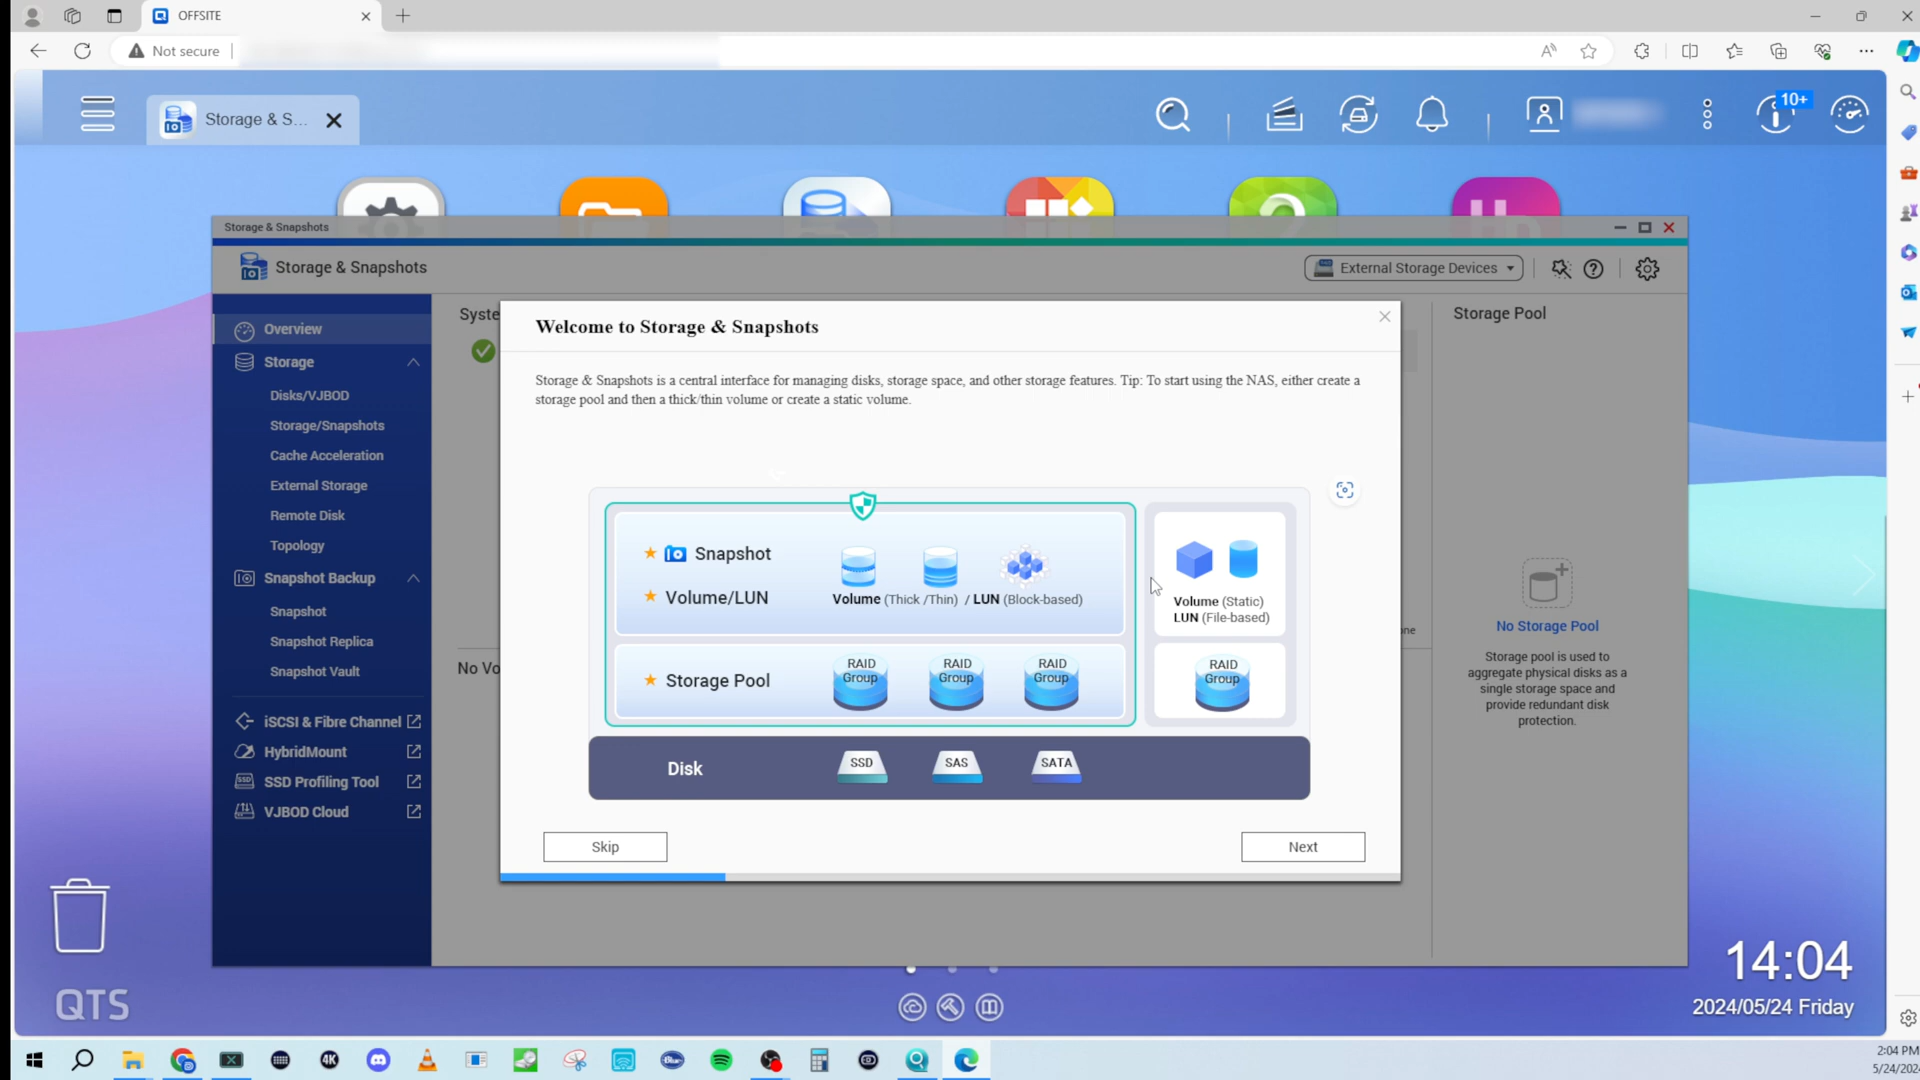 OFFSITE
Not secure
Storage & S...
10+
Storage & Snapshots
Storage & Snapshots
External Storage Devices
Overview
Storage
Disks/VJBOD
Storage/Snapshots
Cache Acceleration
External Storage
Remote Disk
Topology
Snapshot Backup
Snapshot
Snapshot Replica
Snapshot Vault
iSCSI & Fibre Channel
HybridMount
SSD Profiling Tool
VJBOD Cloud
Syste
No Vo
Welcome to Storage & Snapshots
Storage & Snapshots is a central interface for managing disks, storage space, and other storage features. Tip: To start using the NAS, either create a
storage pool and then a thick/thin volume or create a static volume.
Snapshot
Volume/LUN
Volume (Thick /Thin) / LUN (Block-based)
Storage Pool
RAID
Group
RAID
Group
RAID
Group
Volume (Static)
LUN (File-based)
RAID
Group
Disk
SSD
SAS
SATA
Skip
Next
one
Storage Pool
No Storage Pool
Storage pool is used to
aggregate physical disks as a
single storage space and
provide redundant disk
protection.
QTS
14:04
2024/05/24 Friday
4K
2:04 PM
5/24/202